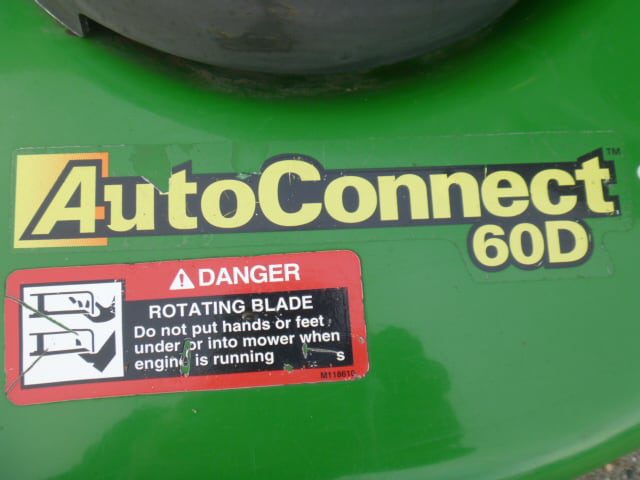 AutoConnect™
60D
DANGER
ROTATING BLADE
Do not put hands or feet
under or into mower when
engine is running
M118610